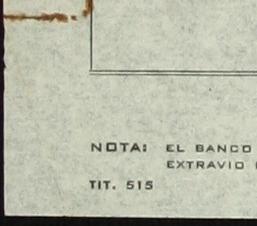 NOTA: EL BANCO
EXTRAVIO
TIT. 515